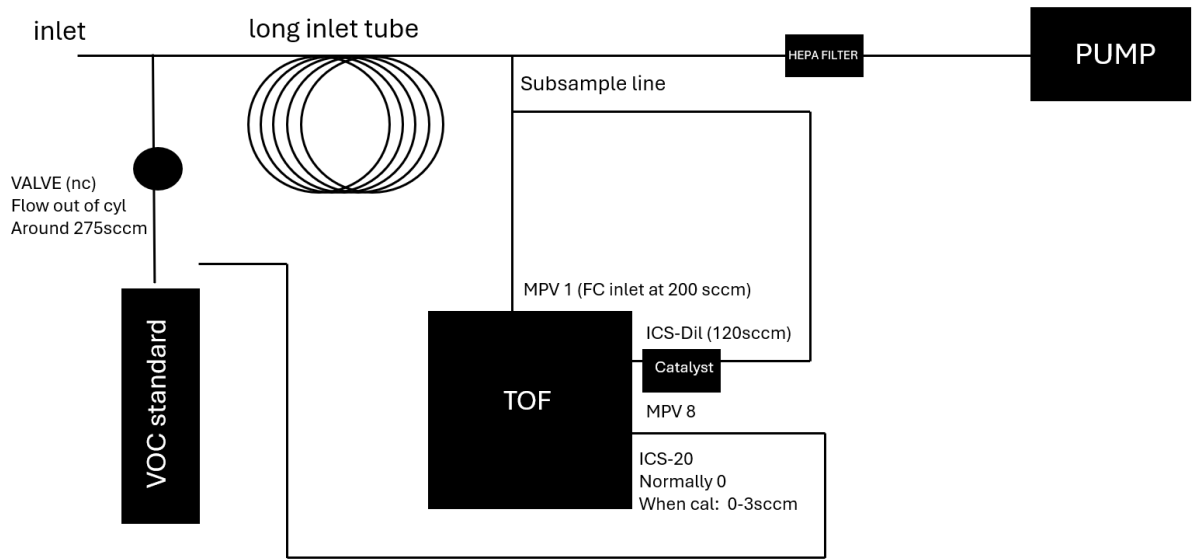 inlet
long inlet tube
HEPA FILTER
PUMP
Subsample line
VALVE (nc)
Flow out of cyl
Around 275sccm
MPV 1 (FC inlet at 200 sccm)
ICS-Dil (120sccm)
Catalyst
VOC standard
TOF
MPV 8
ICS-20
Normally 0
When cal:  0-3sccm